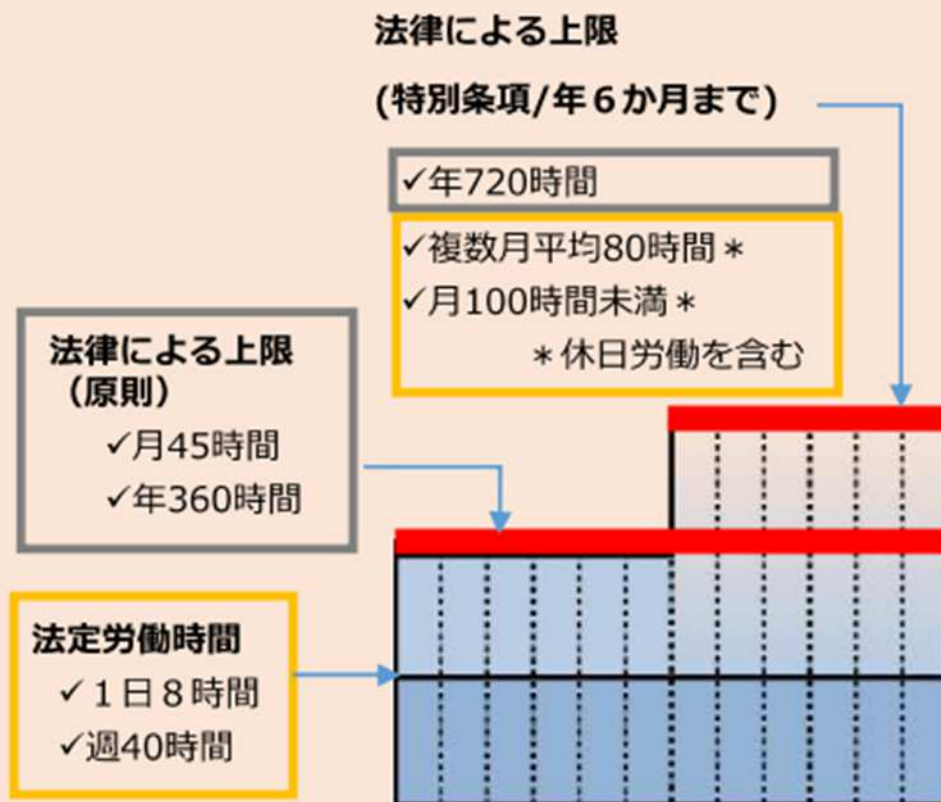 法律による上限
(特別条項/年６か月まで)
✓年720時間
✓複数月平均80時間＊
✓月100時間未満＊
＊休日労働を含む
法律による上限
（原則）
✓月45時間
✓年360時間
法定労働時間
✓１日８時間
✓週40時間